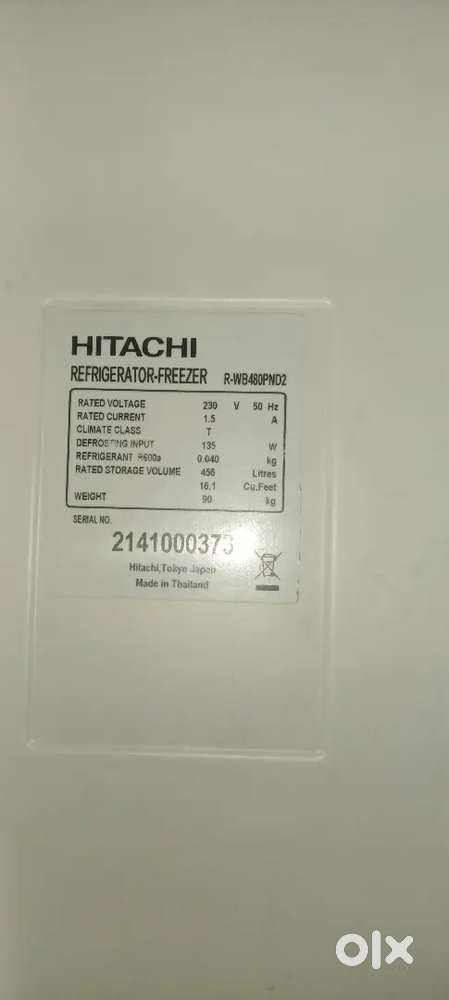 HITACHI
REFRIGERATOR-FREEZER R-WB480PND2
RATED VOLTAGE 230 V 50 Hz
RATED CURRENT 1.5 A
CLIMATE CLASS T
DEFROSTING INPUT 135 W
REFRIGERANT R600a 0.040 kg
RATED STORAGE VOLUME 456 Litres
16.1 Cu.Feet
WEIGHT 90 kg
SERIAL NO.
2141000373
Hitachi,Tokyo Japan
Made in Thailand
olx